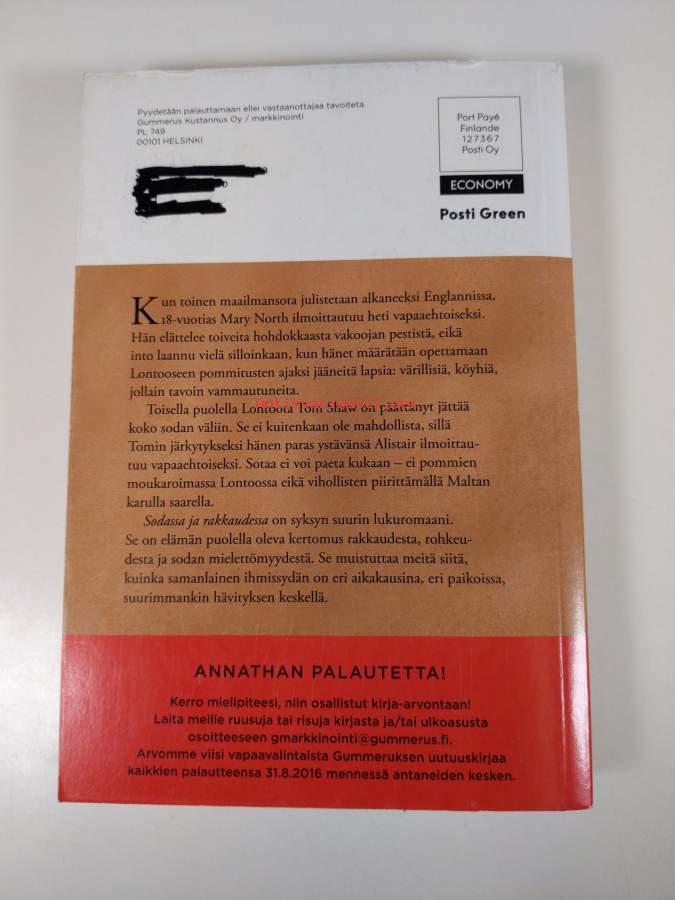 Pyydetään palauttamaan ellei vastaanottajaa tavoiteta.
Gummerus Kustannus Oy / markkinointi
PL 749
00101 HELSINKI
Port Payé
Finlande
127367
Posti Oy
ECONOMY
Posti Green
Kun toinen maailmansota julistetaan alkaneeksi Englannissa,
18-vuotias Mary North ilmoittautuu heti vapaaehtoiseksi.
Hän elättelee toiveita hohdokkaasta vakoojan pestistä, eikä
into laannu vielä silloinkaan, kun hänet määrätään opettamaan
Lontooseen pommitusten ajaksi jääneitä lapsia: värillisiä, köyhiä,
jollain tavoin vammautuneita.
Toisella puolella Lontoota Tom Shaw on päättänyt jättää
koko sodan väliin. Se ei kuitenkaan ole mahdollista, sillä
Tomin järkytykseksi hänen paras ystävänsä Alistair ilmoittau-
tuu vapaaehtoiseksi. Sotaa ei voi paeta kukaan – ei pommien
moukaroimassa Lontoossa eikä vihollisten piirittämällä Maltan
karulla saarella.
Sodassa ja rakkaudessa on syksyn suurin lukuromaani.
Se on elämän puolella oleva kertomus rakkaudesta, rohkeu-
desta ja sodan mielettömyydestä. Se muistuttaa meitä siitä,
kuinka samanlainen ihmissydän on eri aikakausina, eri paikoissa,
suurimmankin hävityksen keskellä.
ANNATHAN PALAUTETTA!
Kerro mielipiteesi, niin osallistut kirja-arvontaan!
Laita meille ruusuja tai risuja kirjasta ja/tai ulkoasusta
osoitteeseen gmarkkinointi@gummerus.fi.
Arvomme viisi vapaavalintaista Gummeruksen uutuuskirjaa
kaikkien palautteensa 31.8.2016 mennessä antaneiden kesken.